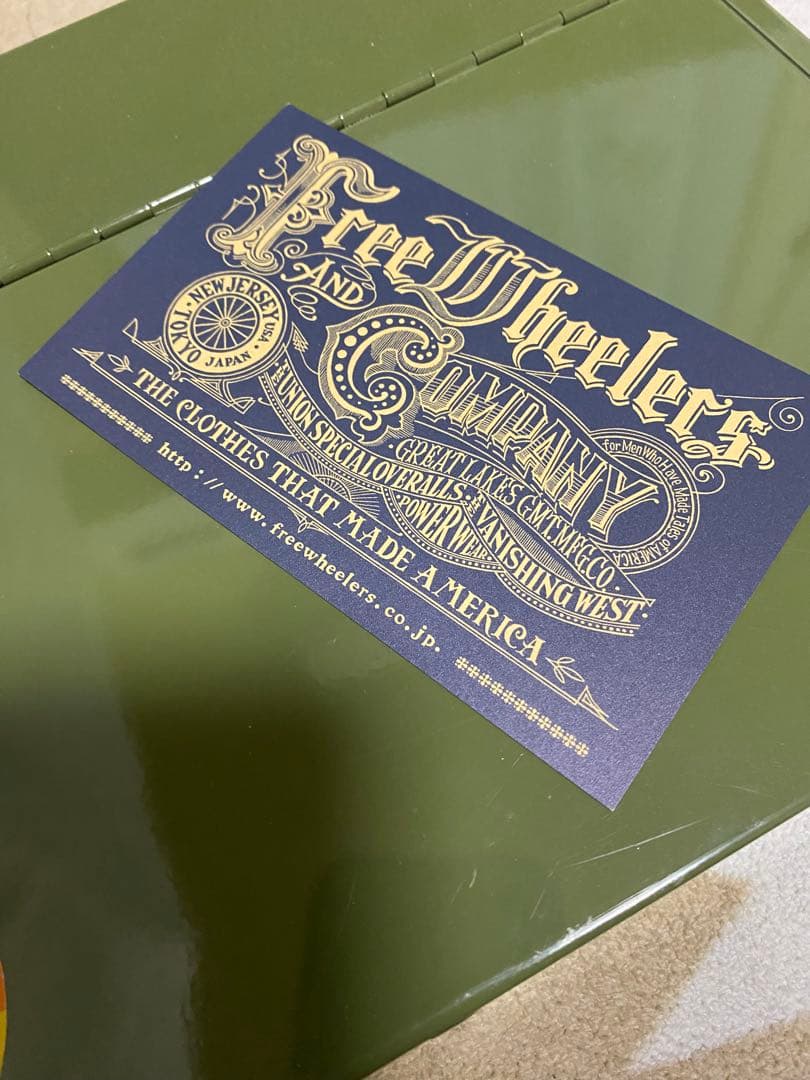 Free Wheelers
AND
COMPANY
TOKYO · NEW JERSEY USA · JAPAN
for Men Who Have Made Tales of AMERICA
GREAT LAKES G.M.T. MFG CO.
THE UNION SPECIAL OVERALLS.
POWER WEAR
THE VANISHING WEST.
THE CLOTHES THAT MADE AMERICA
http://www.freewheelers.co.jp.